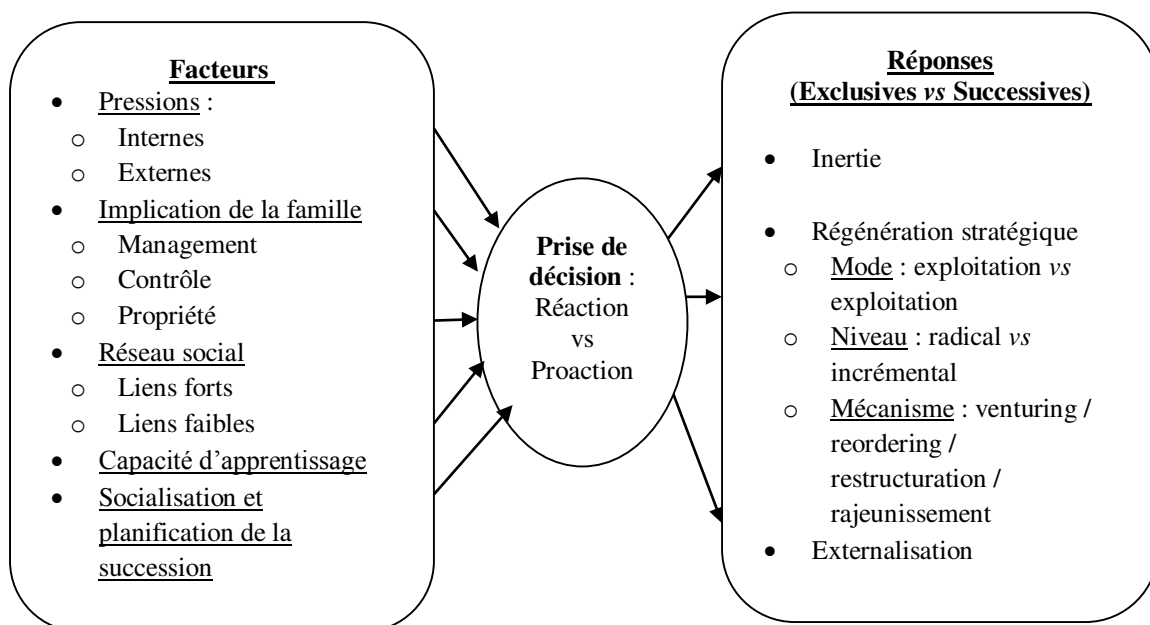 Facteurs
• Pressions :
o Internes
o Externes
• Implication de la famille
o Management
o Contrôle
o Propriété
• Réseau social
o Liens forts
o Liens faibles
• Capacité d'apprentissage
• Socialisation et
planification de la
succession
Prise de
décision :
Réaction
vs
Proaction
Réponses
(Exclusives vs Successives)
• Inertie
• Régénération stratégique
o Mode : exploitation vs
exploitation
o Niveau : radical vs
incrémental
o Mécanisme : venturing /
reordering /
restructuration /
rajeunissement
• Externalisation